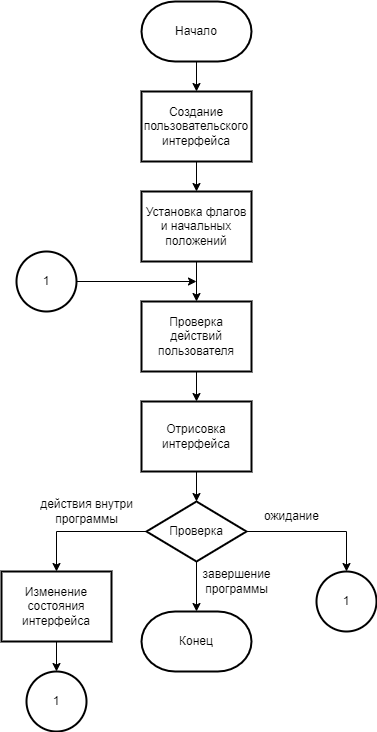 Начало
Создание
пользовательского
интерфейса
Установка флагов
и начальных
положений
1
Проверка
действий
пользователя
Отрисовка
интерфейса
действия внутри
программы
Проверка
ожидание
завершение
программы
Изменение
состояния
интерфейса
Конец
1
1